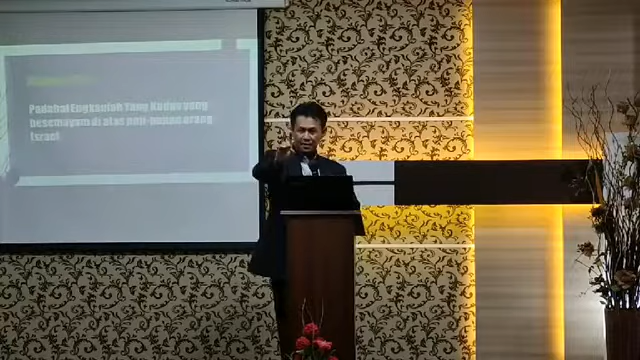 Padahal Engkaulah Yang Kudus yang
bersemayam di atas puji-pujian orang
Israel